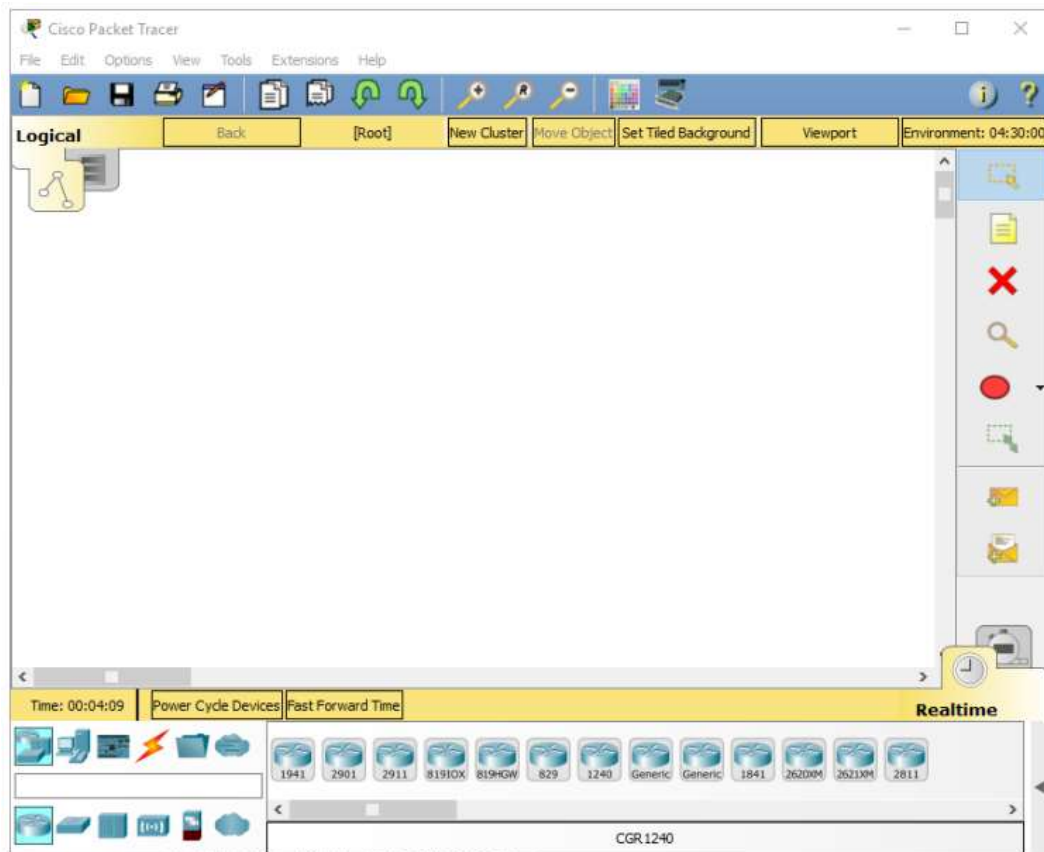 Cisco Packet Tracer
File Edit Options View Tools Extensions Help
Logical Back [Root] New Cluster Move Object Set Tiled Background Viewport Environment: 04:30:00
Time: 00:04:09 Power Cycle Devices Fast Forward Time Realtime
1941 2901 2911 819IOX 819HGW 829 1240 Generic Generic 1841 2620XM 2621XM 2811
CGR1240